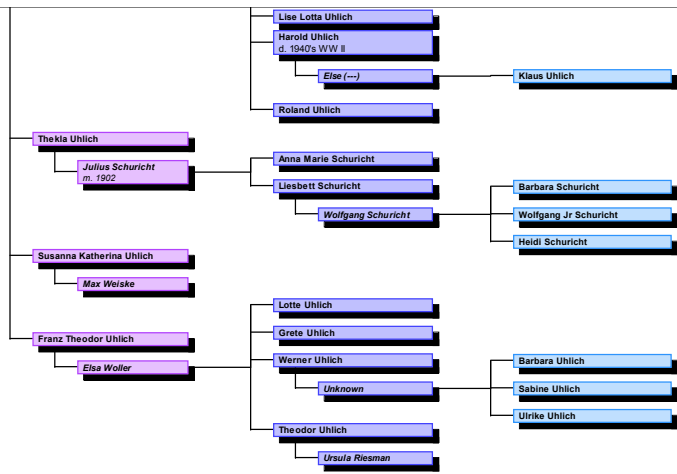 Lise Lotta Uhlich
Harold Uhlich
d. 1940's WW II
Else (---)
Klaus Uhlich
Roland Uhlich
Thekla Uhlich
Julius Schuricht
m. 1902
Anna Marie Schuricht
Liesbett Schuricht
Wolfgang Schuricht
Barbara Schuricht
Wolfgang Jr Schuricht
Heidi Schuricht
Susanna Katherina Uhlich
Max Weiske
Franz Theodor Uhlich
Elsa Woller
Lotte Uhlich
Grete Uhlich
Werner Uhlich
Unknown
Barbara Uhlich
Sabine Uhlich
Ulrike Uhlich
Theodor Uhlich
Ursula Riesman